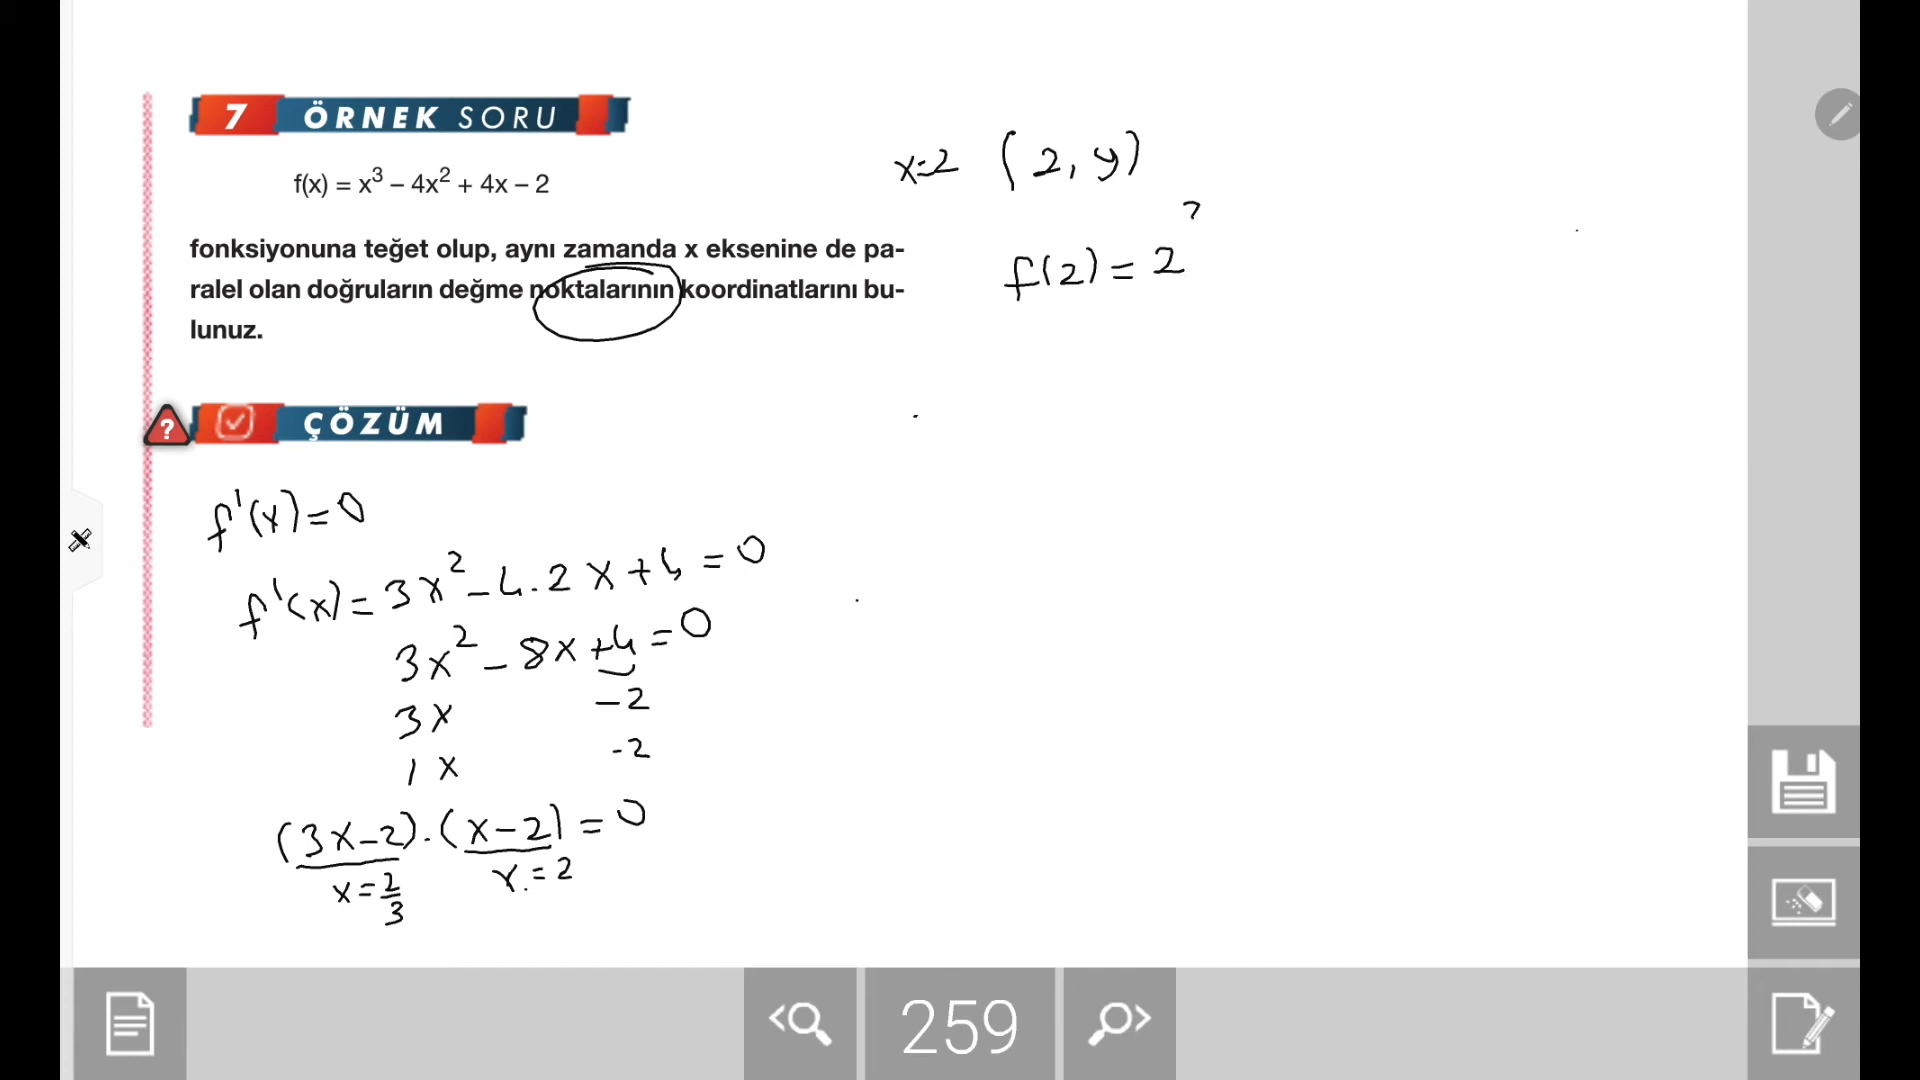 7 ÖRNEK SORU
f(x) = x³ – 4x² + 4x – 2
fonksiyonuna teğet olup, aynı zamanda x eksenine de pa-
ralel olan doğruların değme noktalarının koordinatlarını bu-
lunuz.
x=2 (2, y)
f(2) = 2³
? ÇÖZÜM
f'(x)=0
f'(x)=3x²-4.2x+4=0
3x²-8x+4=0
3x -2
1x -2
(3x-2).(x-2)=0
x=2/3 x=2
259